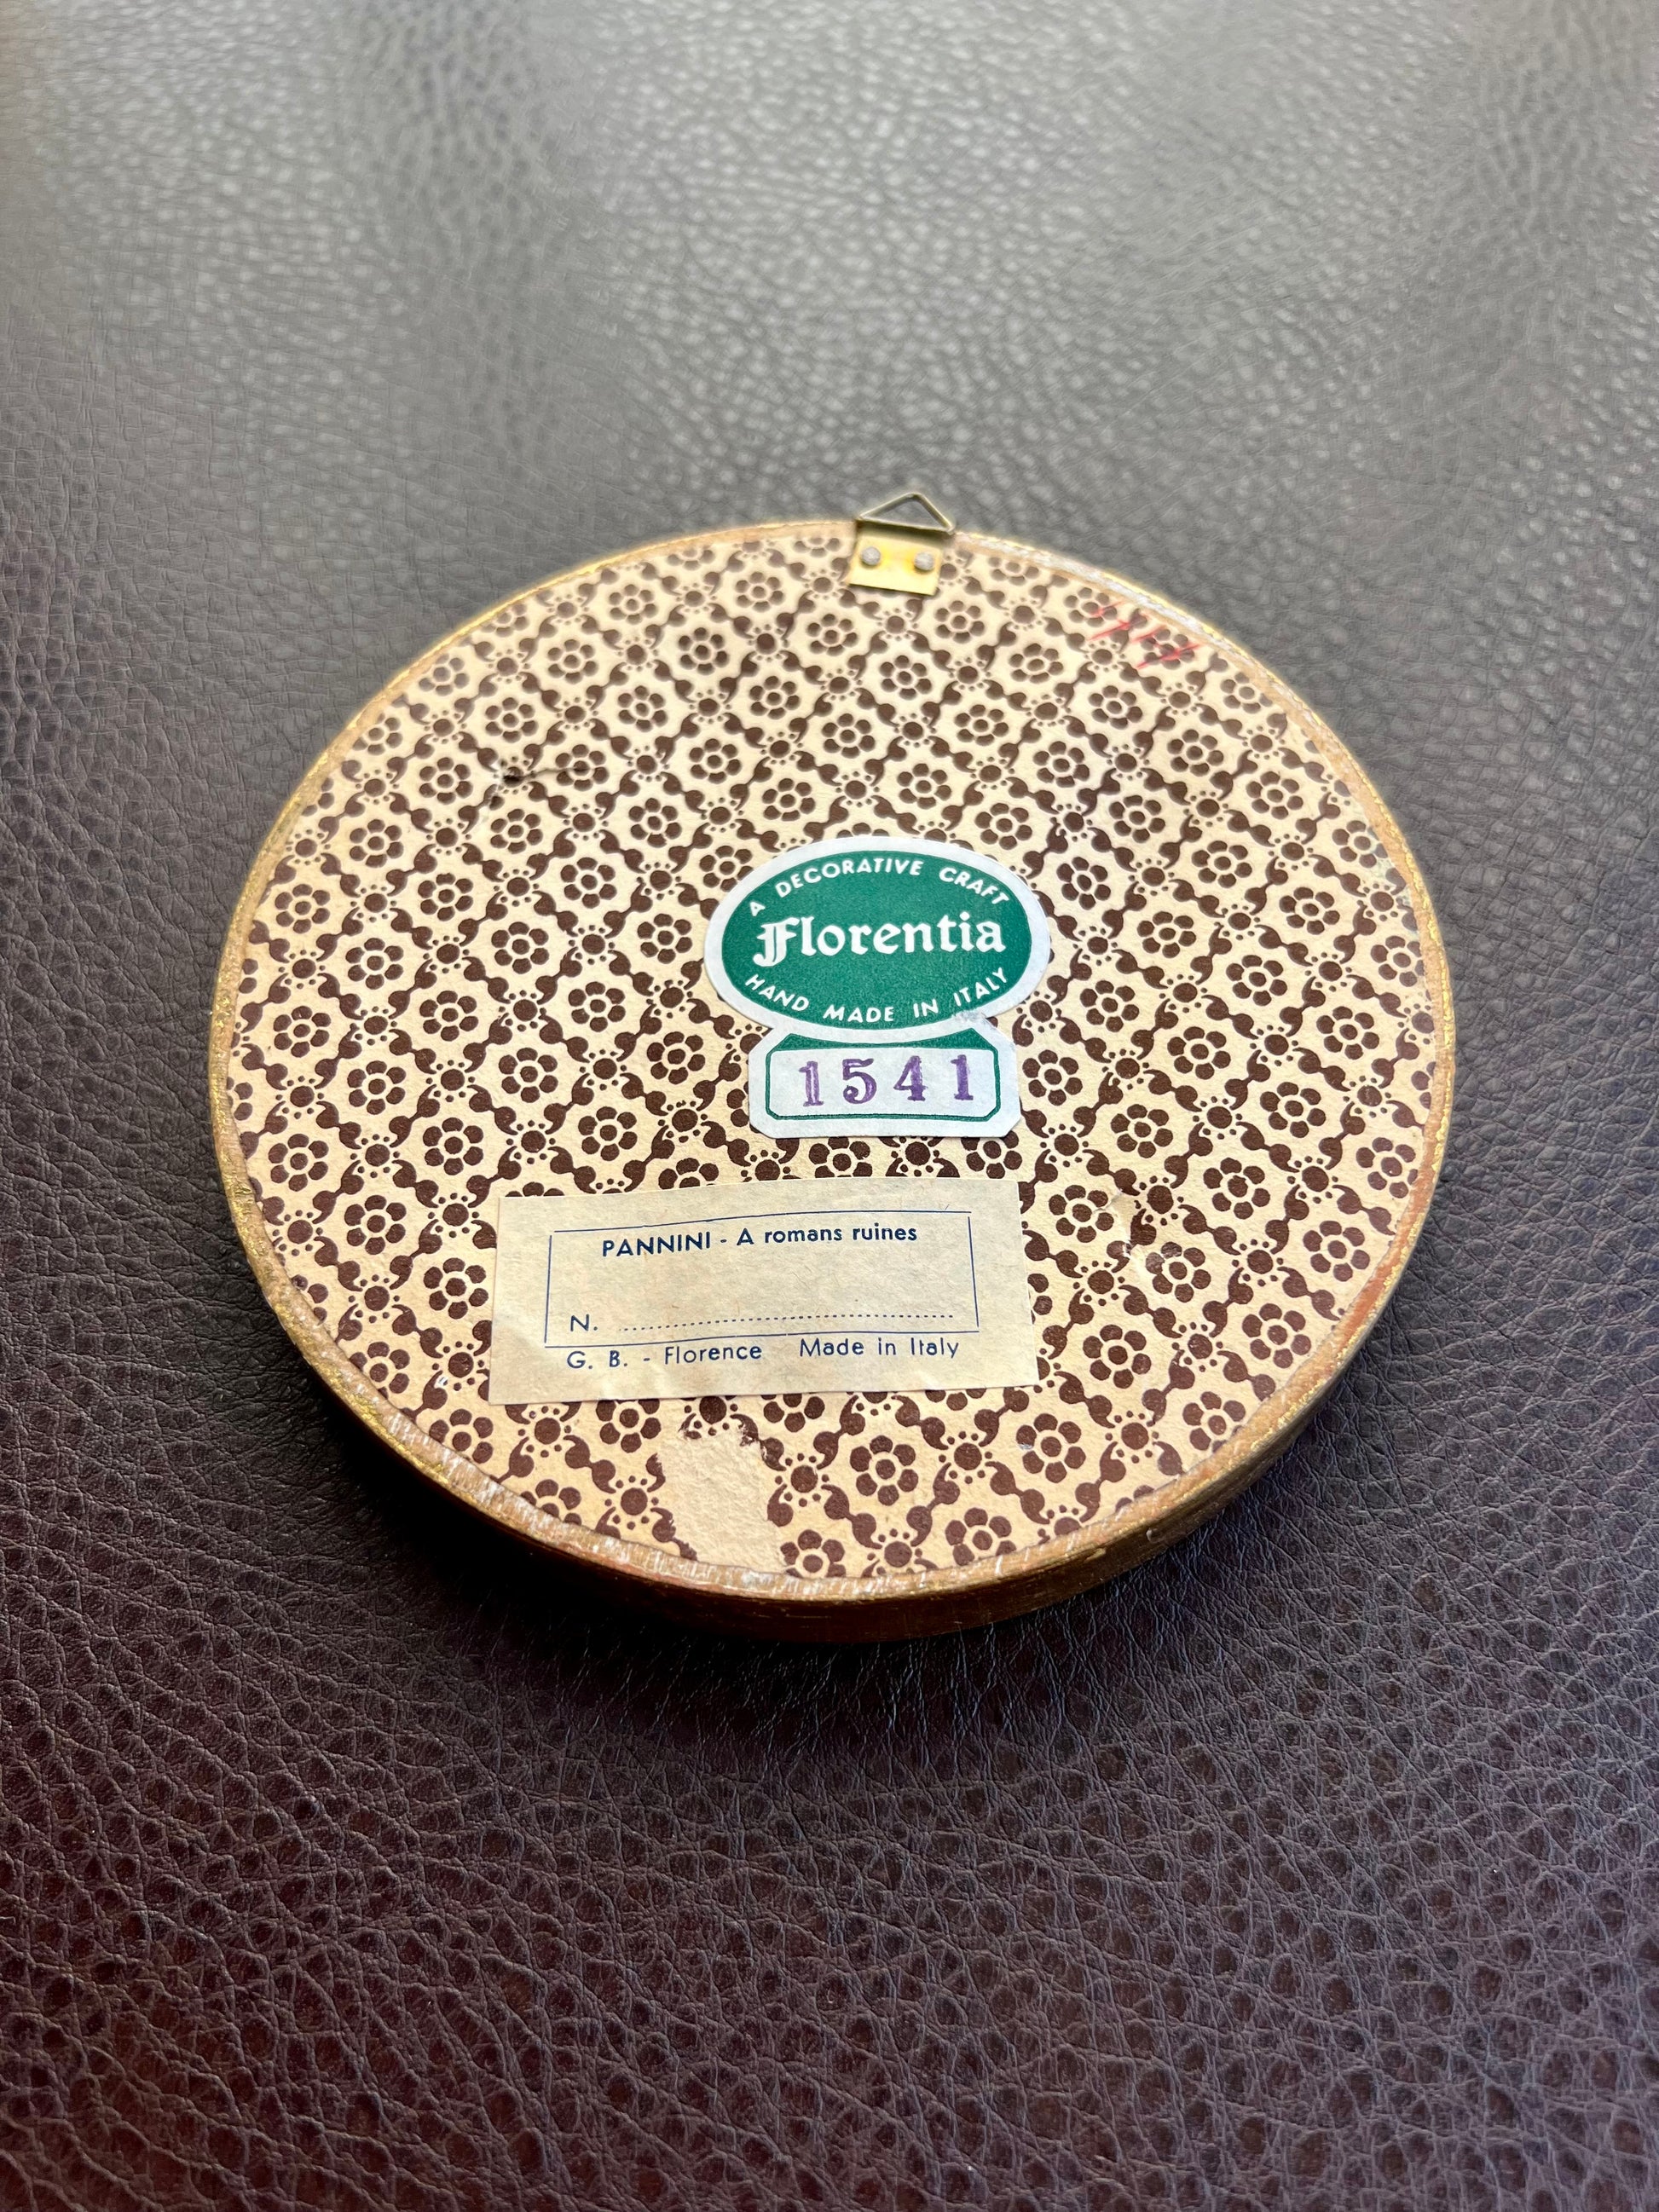 A DECORATIVE CRAFT
Florentia
HAND MADE IN ITALY
1541
PANNINI - A romans ruines
N. ..........
G. B. - Florence Made in Italy